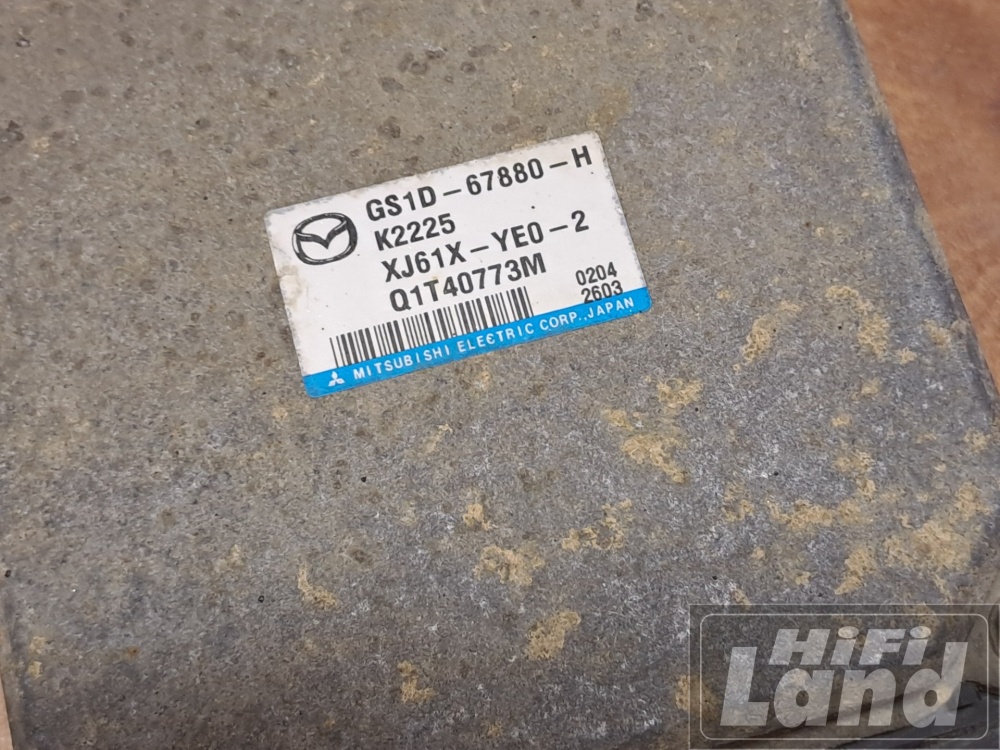 GS1D-67880-H
K2225
XJ61X-YE0-2
Q1T40773M
0204
2603
MITSUBISHI ELECTRIC CORP., JAPAN
HiFi
Land